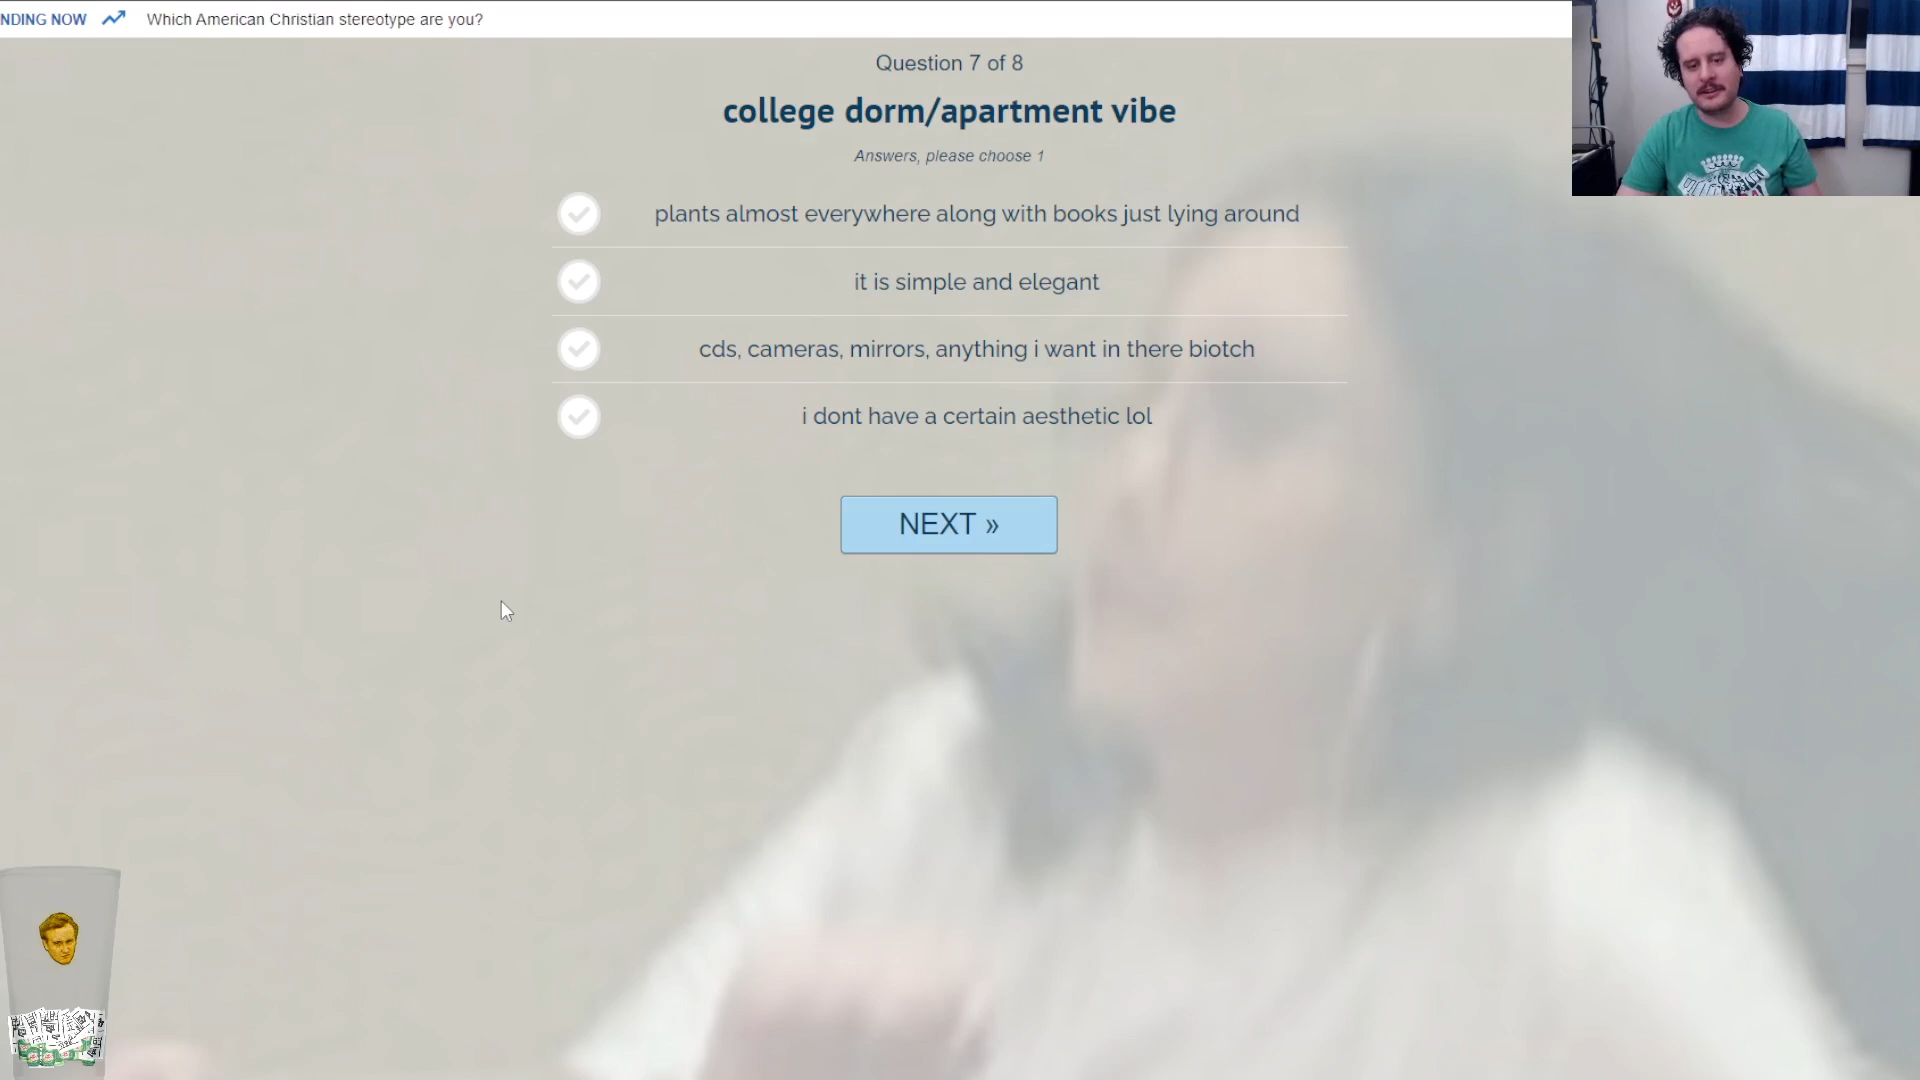 NDING NOW Which American Christian stereotype are you?
Question 7 of 8
college dorm/apartment vibe
Answers, please choose 1
plants almost everywhere along with books just lying around
it is simple and elegant
cds, cameras, mirrors, anything i want in there biotch
i dont have a certain aesthetic lol
NEXT »